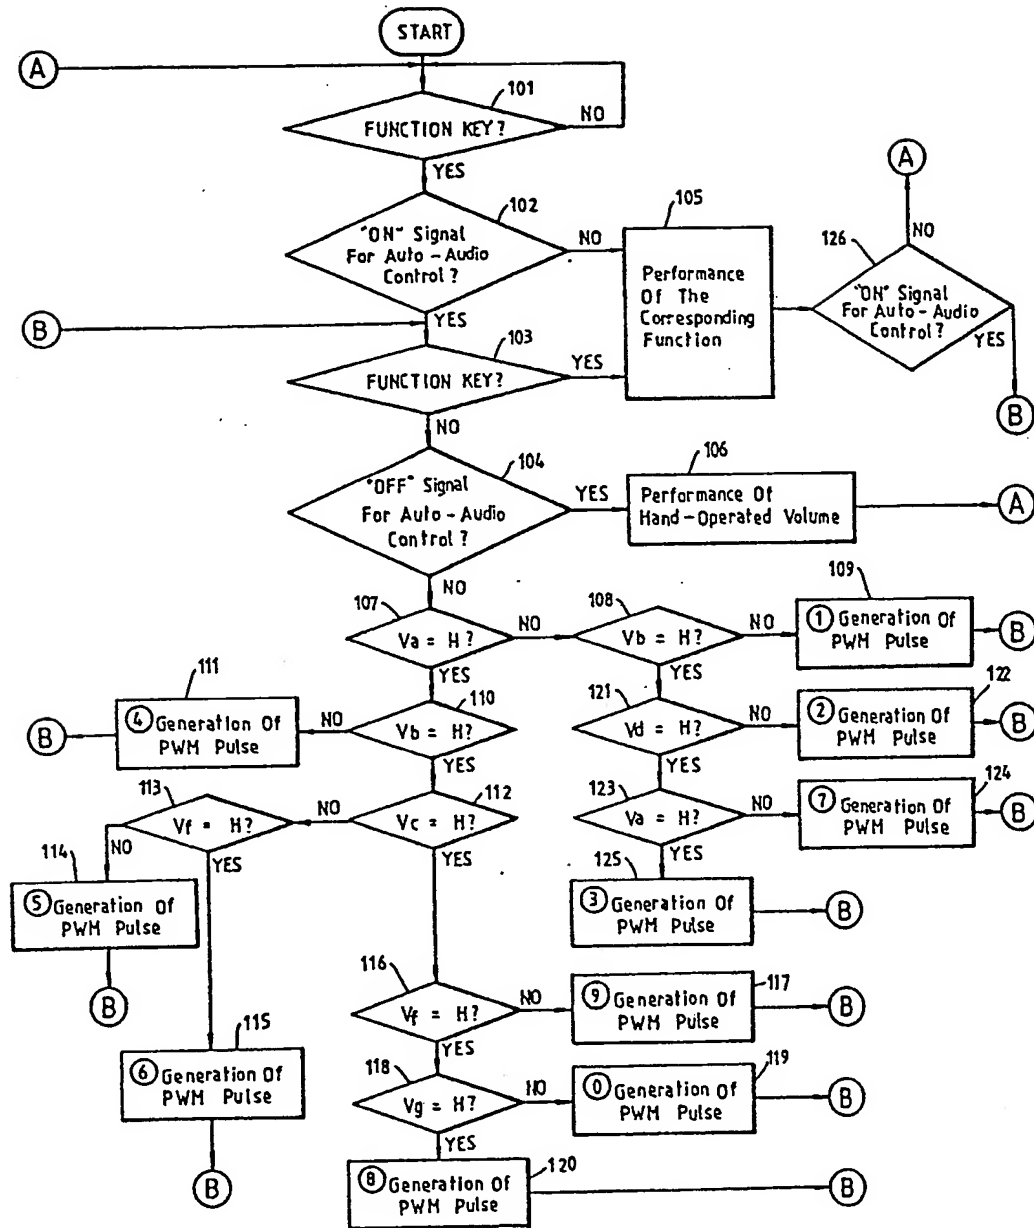 START
A
101
FUNCTION KEY?
NO
YES
102
"ON" Signal
For Auto-Audio
Control?
NO
YES
105
Performance
Of The
Corresponding
Function
A
NO
126
"ON" Signal
For Auto-Audio
Control?
YES
B
B
103
FUNCTION KEY?
YES
NO
104
"OFF" Signal
For Auto-Audio
Control?
YES
NO
106
Performance Of
Hand-Operated Volume
A
107
Va = H?
NO
YES
108
Vb = H?
NO
YES
109
① Generation Of
PWM Pulse
B
111
④ Generation Of
PWM Pulse
B
110
Vb = H?
NO
YES
121
Vd = H?
NO
YES
122
② Generation Of
PWM Pulse
B
113
Vf = H?
NO
YES
112
Vc = H?
NO
YES
123
Va = H?
NO
YES
124
⑦ Generation Of
PWM Pulse
B
114
⑤ Generation Of
PWM Pulse
B
125
③ Generation Of
PWM Pulse
B
116
Vf = H?
NO
YES
117
⑨ Generation Of
PWM Pulse
B
115
⑥ Generation Of
PWM Pulse
B
118
Vg = H?
NO
YES
119
⓪ Generation Of
PWM Pulse
B
120
⑧ Generation Of
PWM Pulse
B